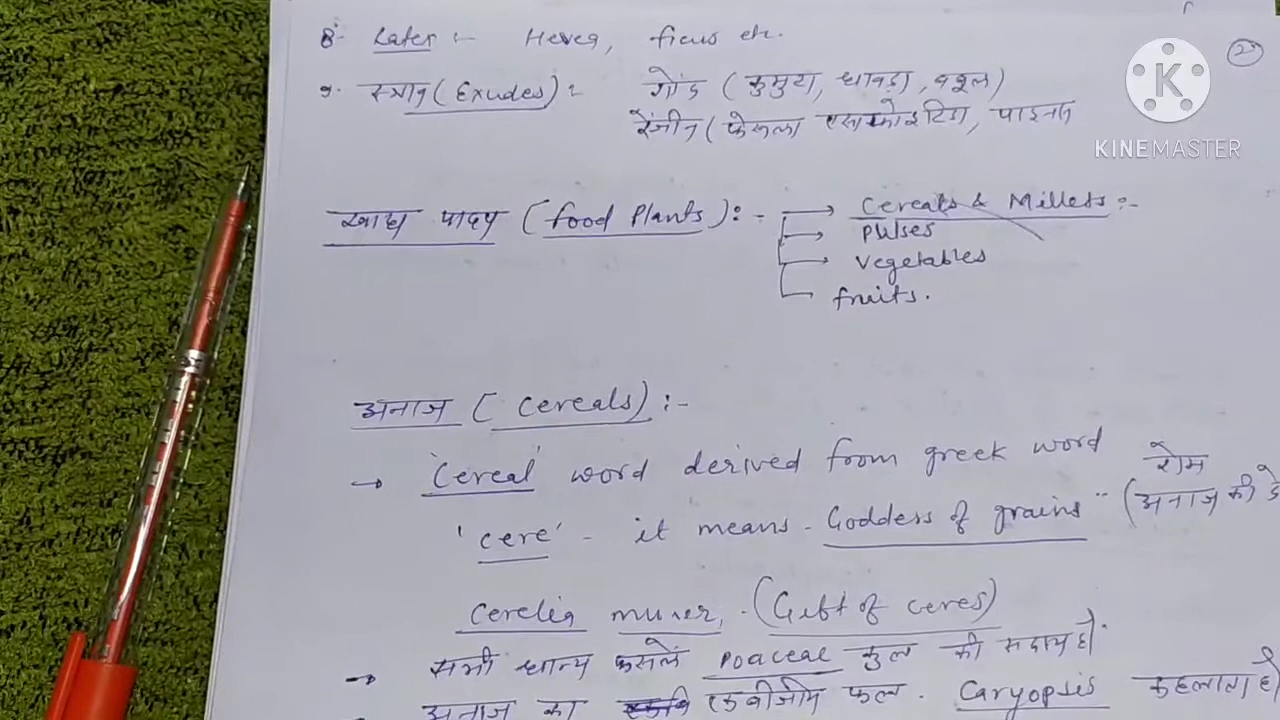 8- Later :- Hevea, ficus etc.
29
K
KINEMASTER
9. स्त्राव (Exudes) :- गोंद (कुमुटा, धावड़ा, बबूल)
रेंजीन (फेरूला एसाफोइटिडा, पाइनस
खाद्य पादप (food Plants) :- → Cereals & Millets :-
→ Pulses
→ vegetables
fruits.
अनाज (Cereals) :-
→ 'Cereal' word derived from greek word रोम
'cere' - it means - Goddess of grains" (अनाज की दे
Cerelia muner, - (Gift of ceres)
→ सभी धान्य फसलें Poaceae कुल की सदस्य है।
→ अनाज का एकबीजीय फल - Caryopsis कहलाता है